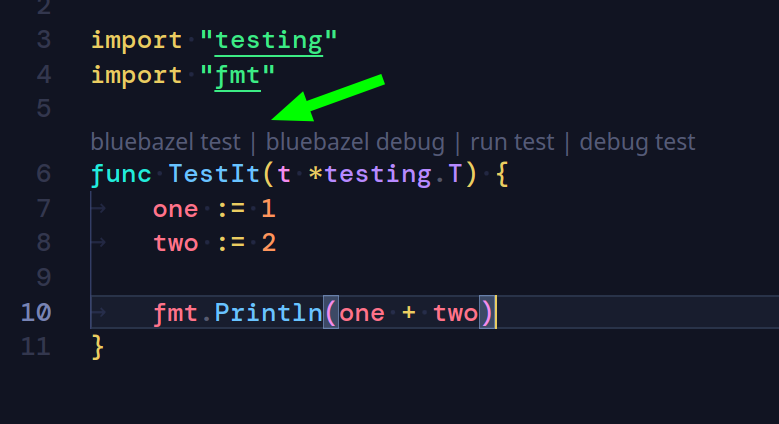 2
3 import "testing"
4 import "fmt"
5
bluebazel test | bluebazel debug | run test | debug test
6 func TestIt(t *testing.T) {
7 one := 1
8 two := 2
9
10 fmt.Println(one + two)
11 }